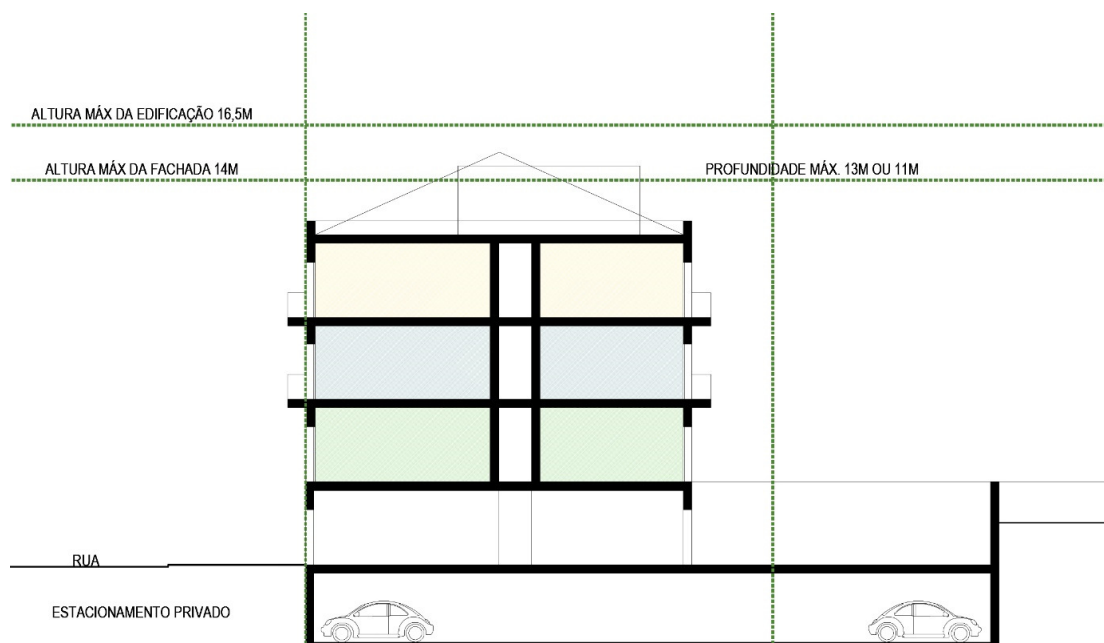 ALTURA MÁX DA EDIFICAÇÃO 16,5M
ALTURA MÁX DA FACHADA 14M
PROFUNDIDADE MÁX. 13M OU 11M
RUA
ESTACIONAMENTO PRIVADO